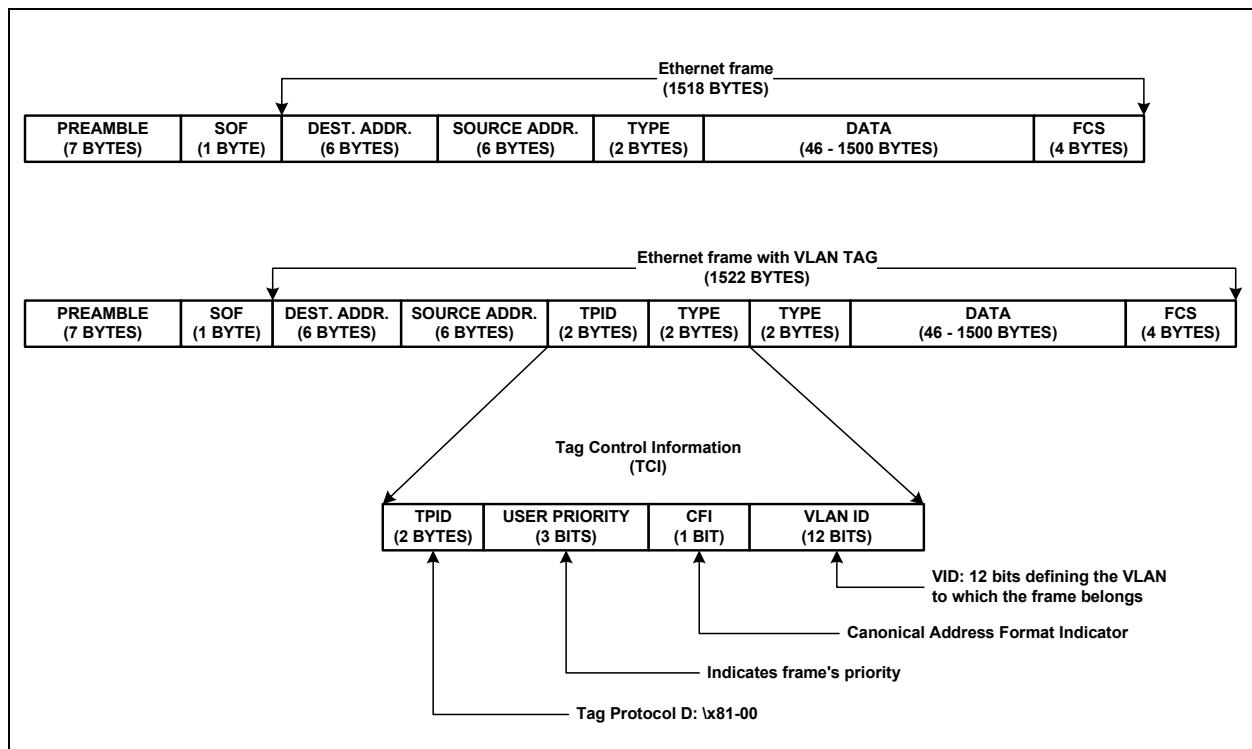 Ethernet frame
(1518 BYTES)
PREAMBLE
(7 BYTES)
SOF
(1 BYTE)
DEST. ADDR.
(6 BYTES)
SOURCE ADDR.
(6 BYTES)
TYPE
(2 BYTES)
DATA
(46 - 1500 BYTES)
FCS
(4 BYTES)
Ethernet frame with VLAN TAG
(1522 BYTES)
PREAMBLE
(7 BYTES)
SOF
(1 BYTE)
DEST. ADDR.
(6 BYTES)
SOURCE ADDR.
(6 BYTES)
TPID
(2 BYTES)
TYPE
(2 BYTES)
TYPE
(2 BYTES)
DATA
(46 - 1500 BYTES)
FCS
(4 BYTES)
Tag Control Information
(TCI)
TPID
(2 BYTES)
USER PRIORITY
(3 BITS)
CFI
(1 BIT)
VLAN ID
(12 BITS)
VID: 12 bits defining the VLAN
to which the frame belongs
Canonical Address Format Indicator
Indicates frame's priority
Tag Protocol D: \x81-00